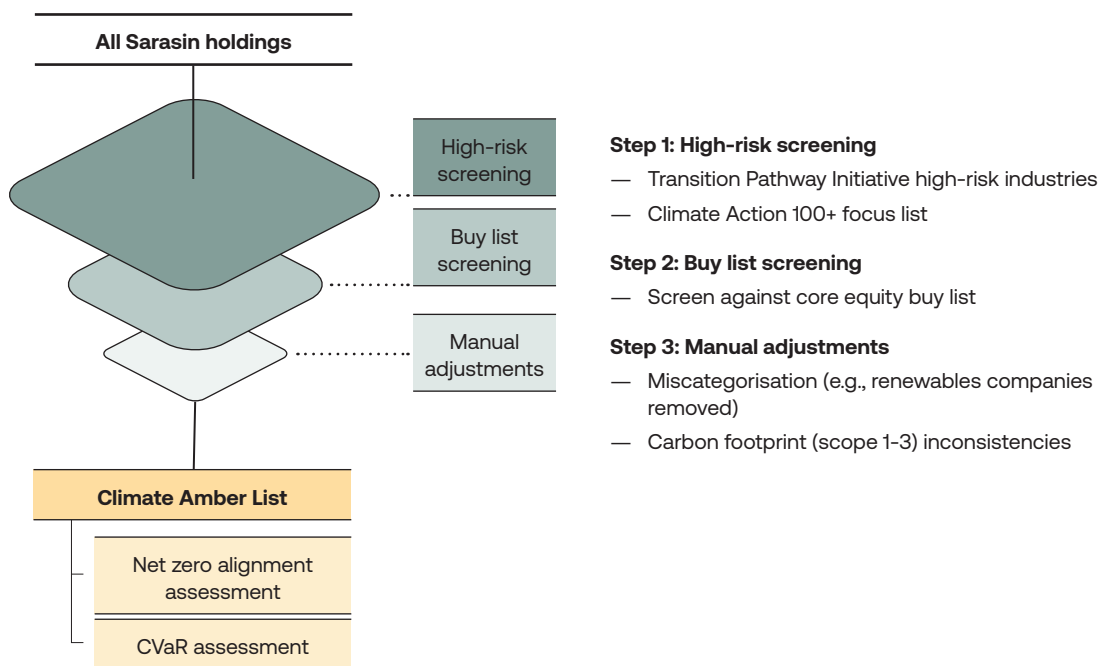 All Sarasin holdings
High-risk
screening
Buy list
screening
Manual
adjustments
Step 1: High-risk screening
— Transition Pathway Initiative high-risk industries
— Climate Action 100+ focus list
Step 2: Buy list screening
— Screen against core equity buy list
Step 3: Manual adjustments
— Miscategorisation (e.g., renewables companies
removed)
— Carbon footprint (scope 1-3) inconsistencies
Climate Amber List
Net zero alignment
assessment
CVaR assessment